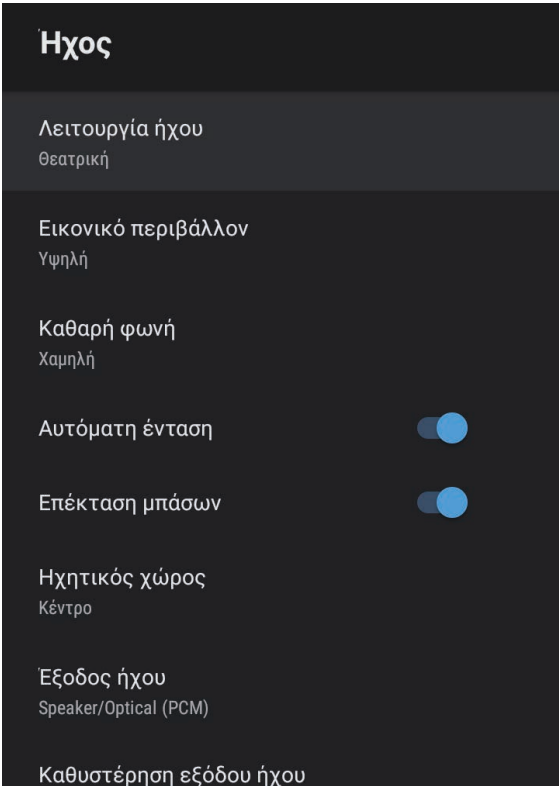 Ήχος
Λειτουργία ήχου
Θεατρική
Εικονικό περιβάλλον
Υψηλή
Καθαρή φωνή
Χαμηλή
Αυτόματη ένταση
Επέκταση μπάσων
Ηχητικός χώρος
Κέντρο
Έξοδος ήχου
Speaker/Optical (PCM)
Καθυστέρηση εξόδου ήχου